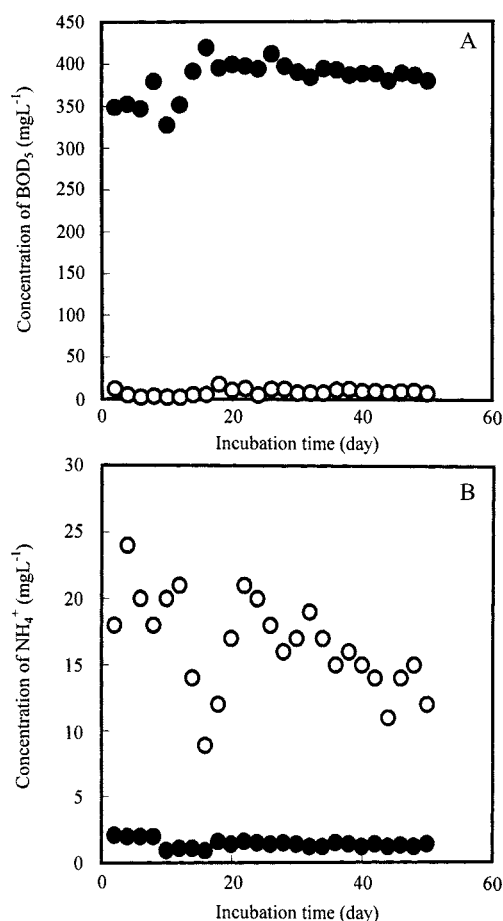 A
Concentration of BOD₅ (mgL⁻¹)
450
400
350
300
250
200
150
100
50
0
0 20 40 60
Incubation time (day)
B
Concentration of NH₄⁺ (mgL⁻¹)
30
25
20
15
10
5
0
0 20 40 60
Incubation time (day)